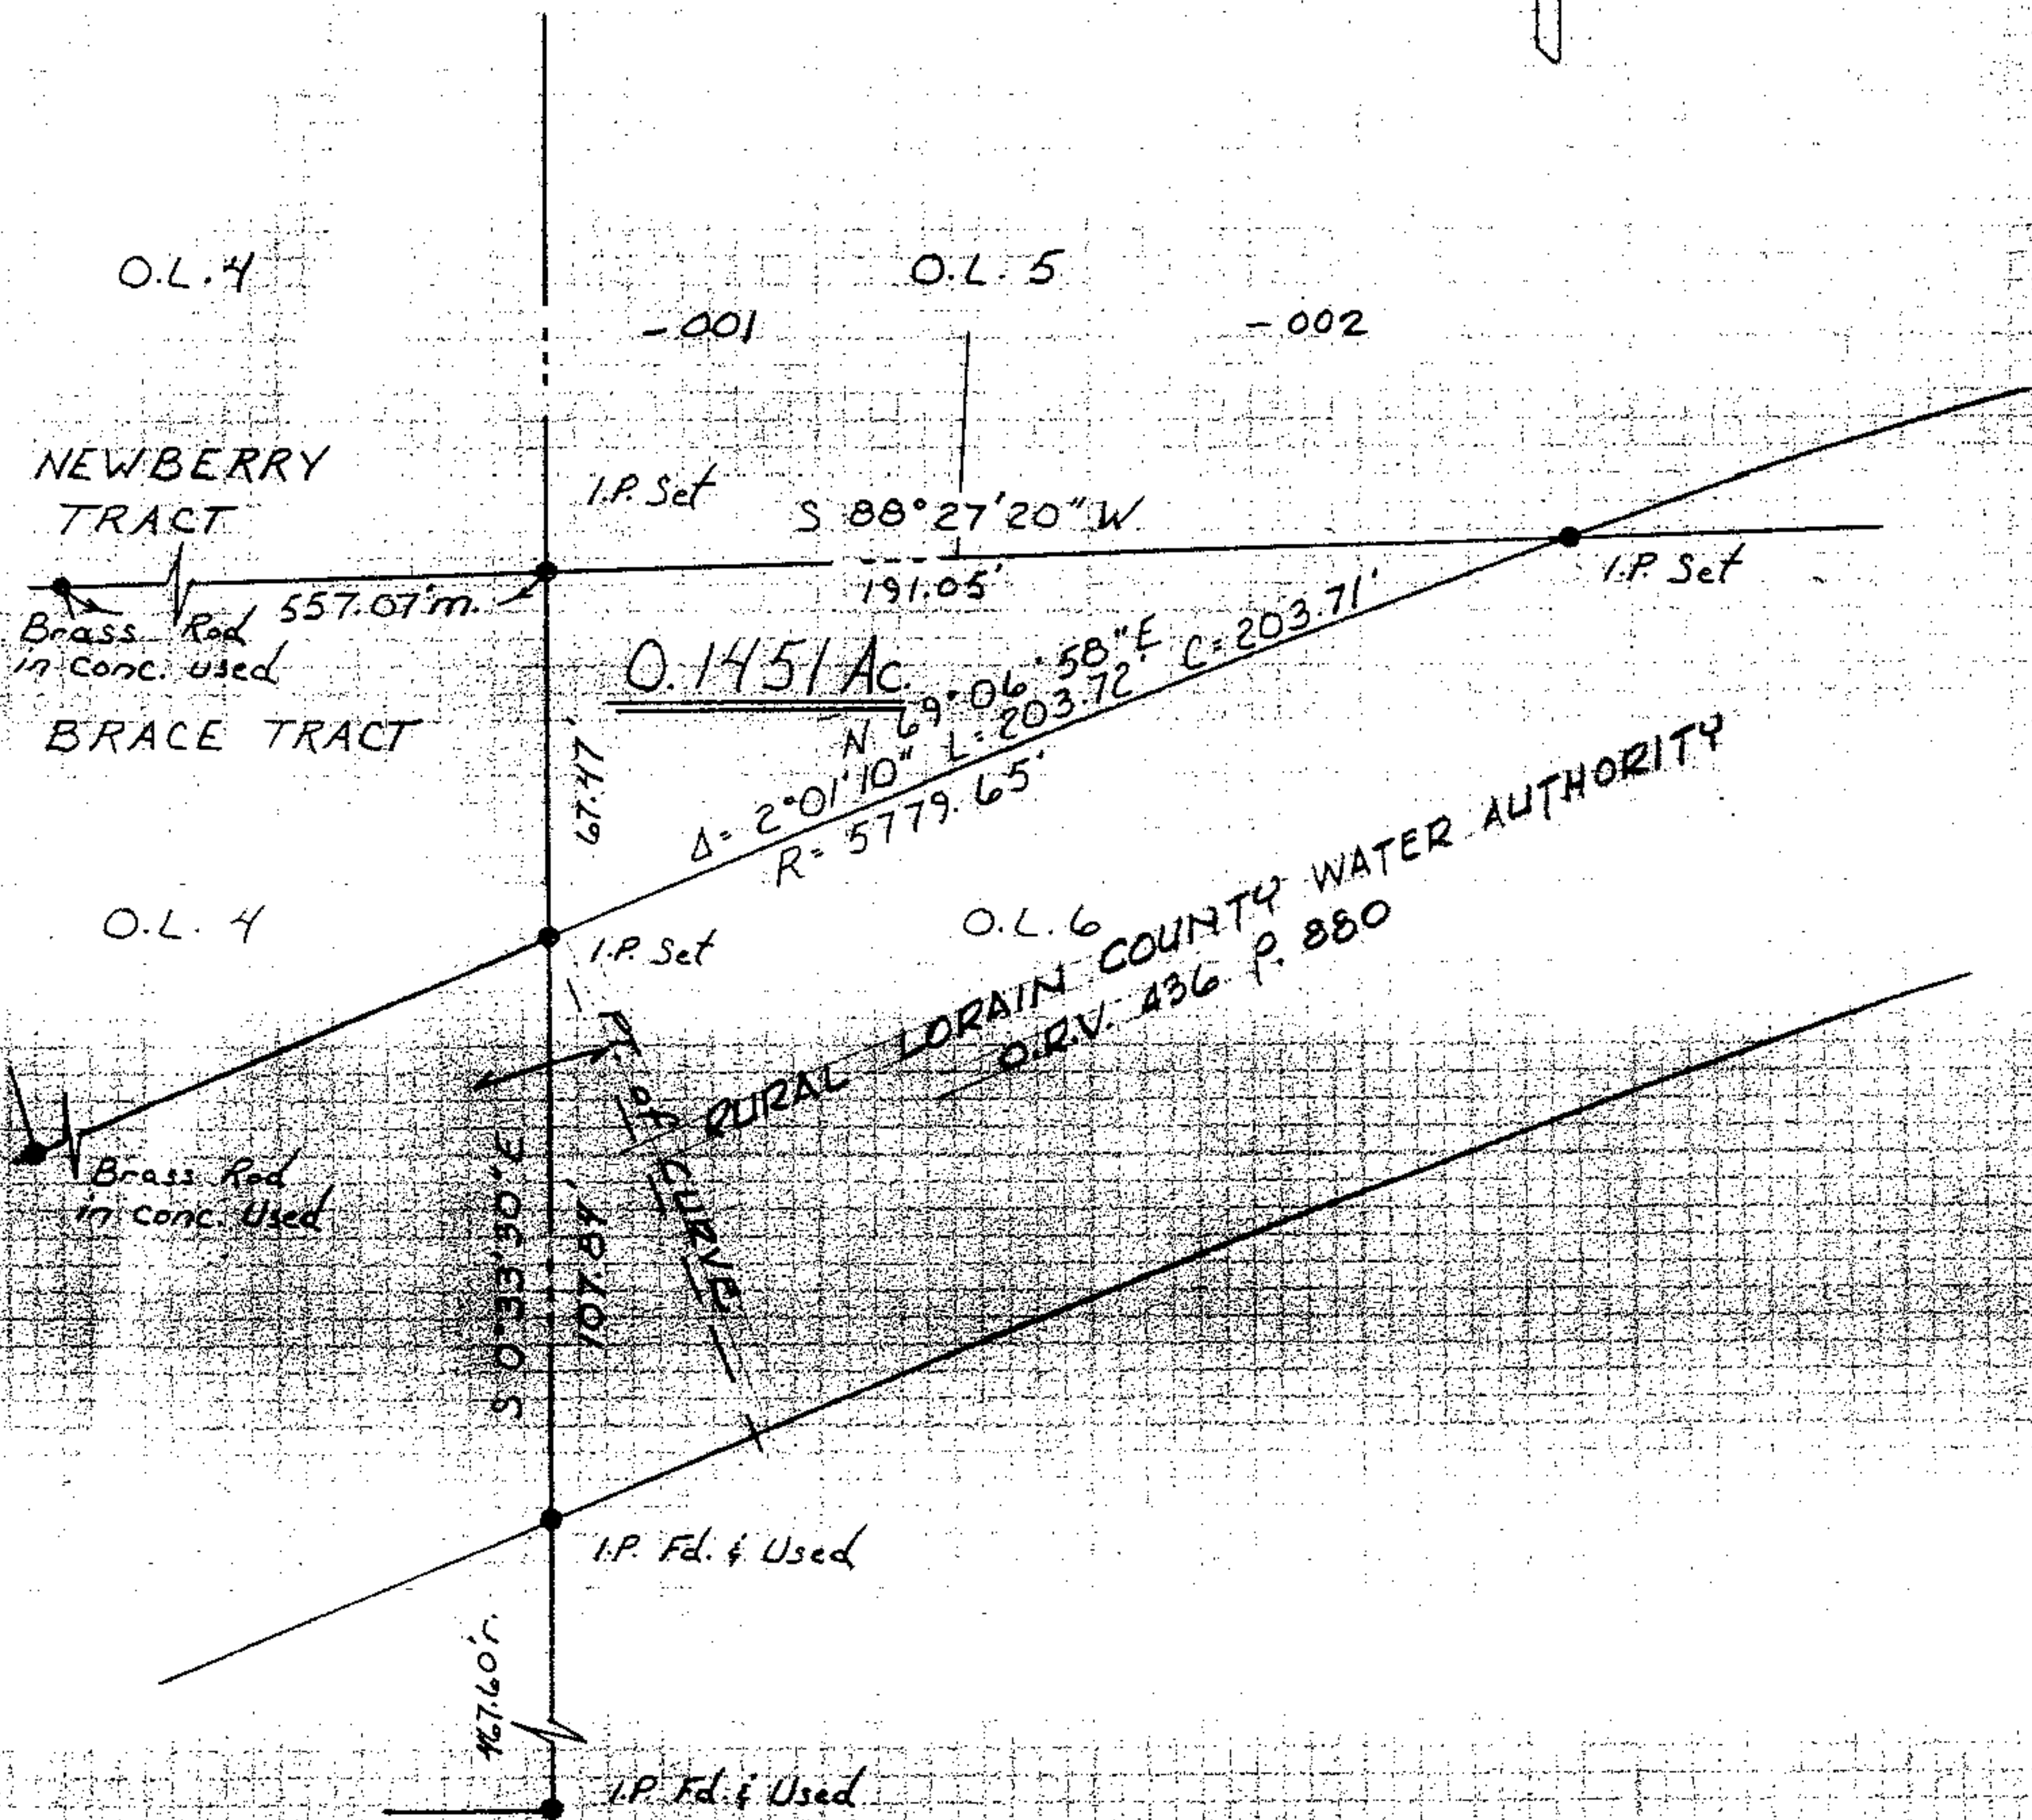 O.L. 4
O.L. 5
- 001
- 002
NEWBERRY
TRACT
I.P. Set
S 88°27'20" W
191.05'
I.P. Set
557.07'm.
Brass Rod
in conc. used
0.1451 Ac.
BRACE TRACT
67.47'
N 69°06'58" E
Δ= 2°01'10" L=203.72' C=203.71'
R= 5779.65'
O.L. 4
I.P. Set
O.L. 6
RURAL LORAIN COUNTY WATER AUTHORITY
O.R.V. 436 P. 880
P.T. of CURVE
Brass Rod
in conc. Used
S 0°33'30" E
107.84'
I.P. Fd. & Used
467.60'r.
I.P. Fd. & Used